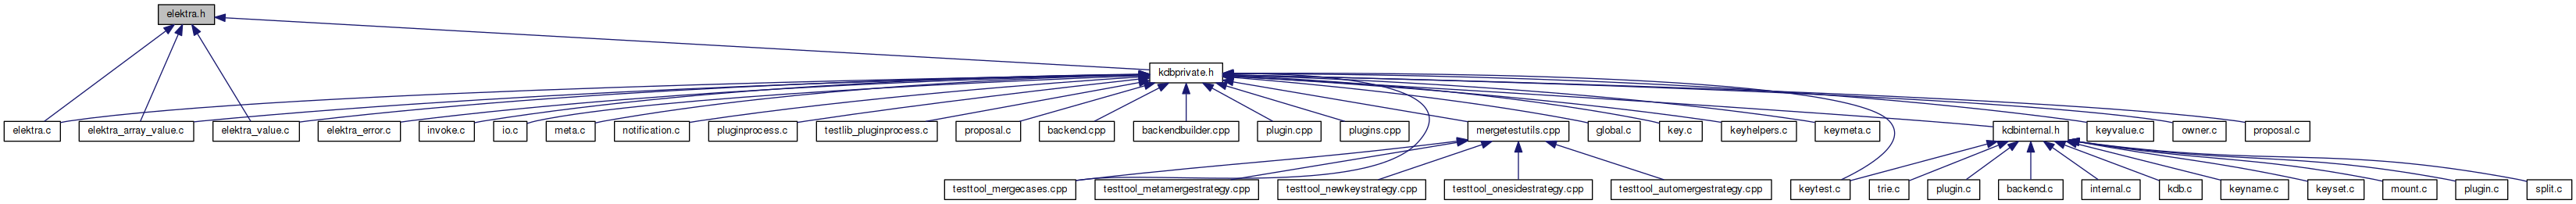 elektra.h
kdbprivate.h
elektra.c
elektra_array_value.c
elektra_value.c
elektra_error.c
invoke.c
io.c
meta.c
notification.c
pluginprocess.c
testlib_pluginprocess.c
proposal.c
backend.cpp
backendbuilder.cpp
plugin.cpp
plugins.cpp
mergetestutils.cpp
global.c
key.c
keyhelpers.c
keymeta.c
kdbinternal.h
keyvalue.c
owner.c
proposal.c
testtool_mergecases.cpp
testtool_metamergestrategy.cpp
testtool_newkeystrategy.cpp
testtool_onesidestrategy.cpp
testtool_automergestrategy.cpp
keytest.c
trie.c
plugin.c
backend.c
internal.c
kdb.c
keyname.c
keyset.c
mount.c
plugin.c
split.c